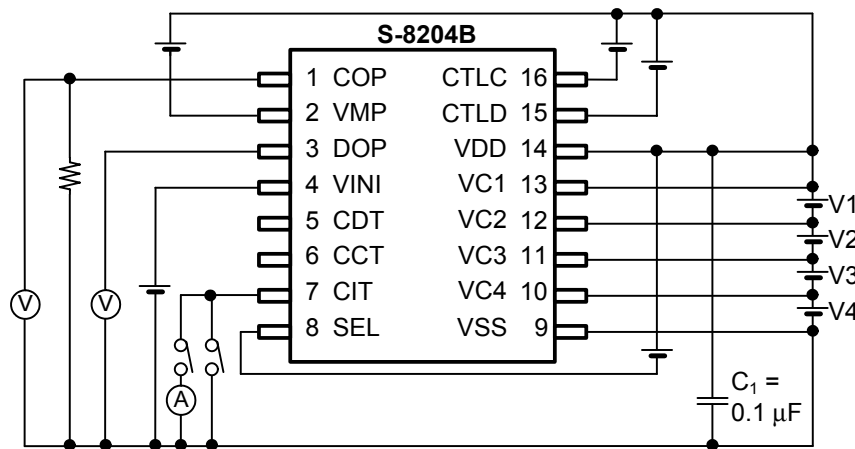 S-8204B
1 COP
2 VMP
3 DOP
4 VINI
5 CDT
6 CCT
7 CIT
8 SEL
CTLC 16
CTLD 15
VDD 14
VC1 13
VC2 12
VC3 11
VC4 10
VSS 9
V1
V2
V3
V4
V
V
A
C₁ =
0.1 µF